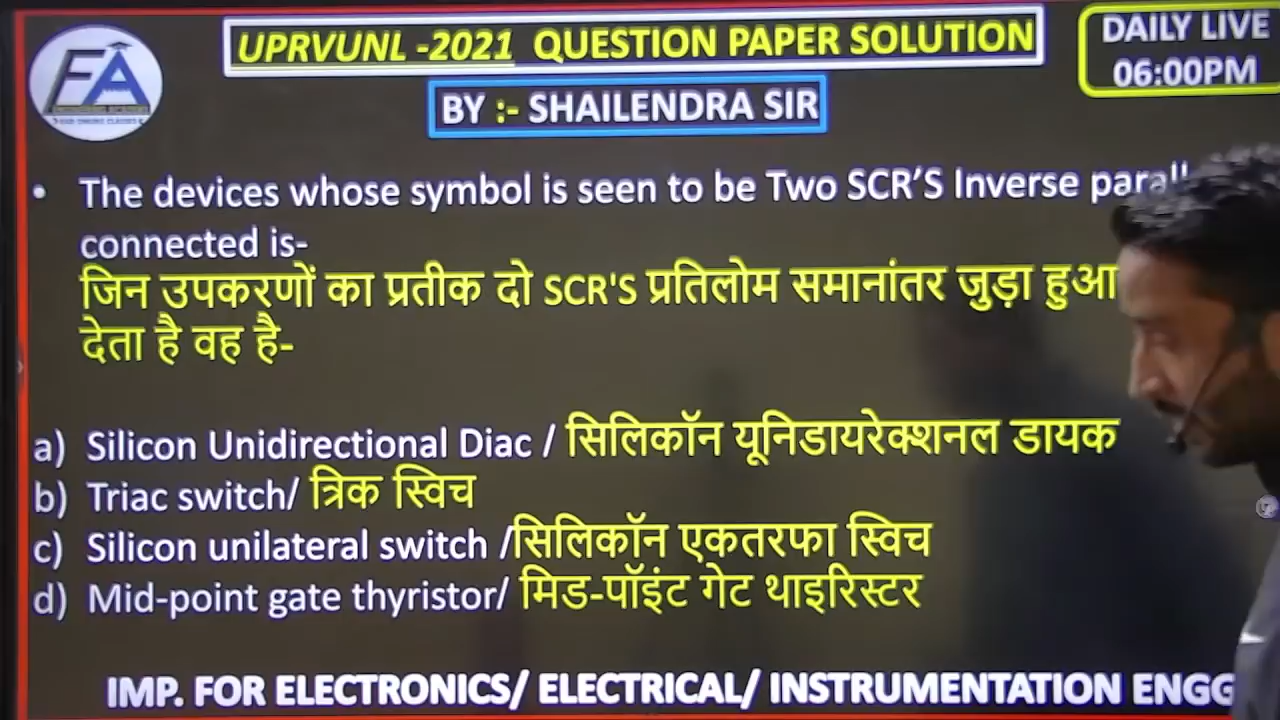 UPRVUNL -2021 QUESTION PAPER SOLUTION
DAILY LIVE
06:00PM
BY :- SHAILENDRA SIR
FA
• The devices whose symbol is seen to be Two SCR'S Inverse
connected is-
जिन उपकरणों का प्रतीक दो SCR'S प्रतिलोम समानांतर जुड़ा हुआ
देता है वह है-
a) Silicon Unidirectional Diac / सिलिकॉन यूनिडायरेक्शनल डायक
b) Triac switch/ त्रिक स्विच
c) Silicon unilateral switch /सिलिकॉन एकतरफा स्विच
d) Mid-point gate thyristor/ मिड-पॉइंट गेट थाइरिस्टर
IMP. FOR ELECTRONICS/ ELECTRICAL/ INSTRUMENTATION ENGG